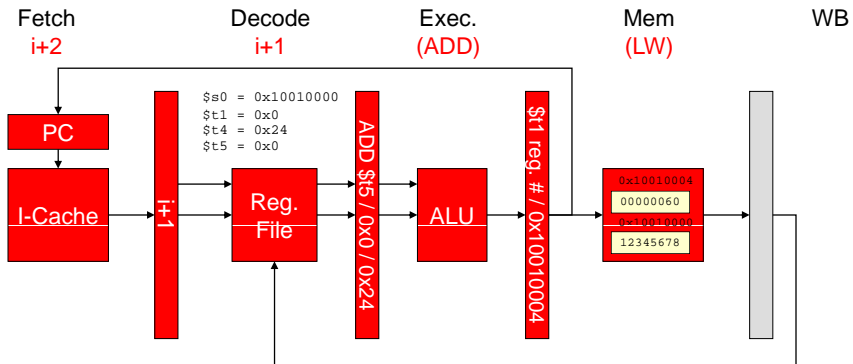 Fetch
Decode
Exec.
Mem
WB
i+2
i+1
(ADD)
(LW)
$s0 = 0x10010000
$t1 = 0x0
$t4 = 0x24
$t5 = 0x0
PC
I-Cache
i+1
Reg.
File
ADD $t5 / 0x0 / 0x24
ALU
$t1 reg. # / 0x10010004
0x10010004
00000060
0x10010000
12345678